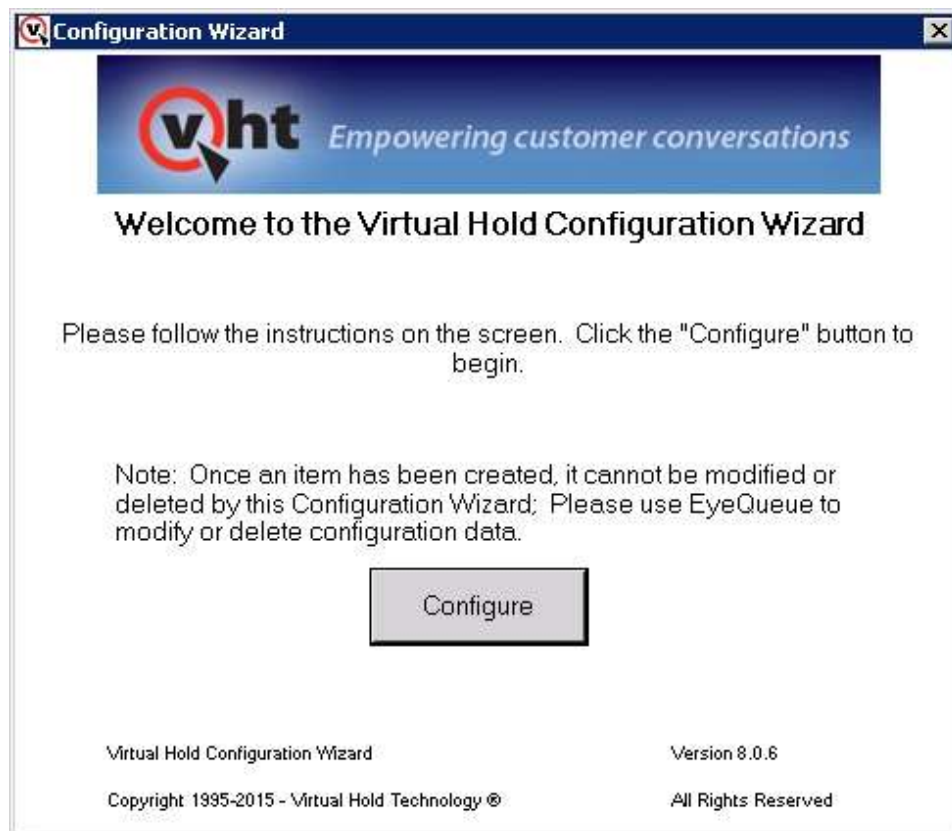 Configuration Wizard
vht Empowering customer conversations
Welcome to the Virtual Hold Configuration Wizard
Please follow the instructions on the screen.  Click the "Configure" button to
begin.
Note:  Once an item has been created, it cannot be modified or
deleted by this Configuration Wizard;  Please use EyeQueue to
modify or delete configuration data.
Configure
Virtual Hold Configuration Wizard
Version 8.0.6
Copyright 1995-2015 - Virtual Hold Technology ®
All Rights Reserved